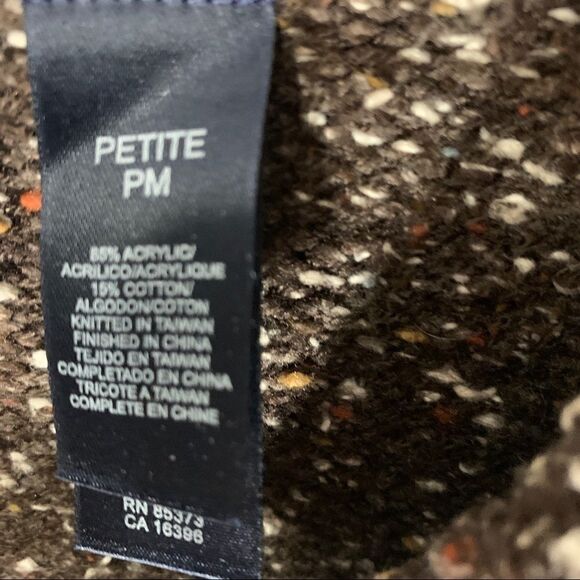 PETITE
PM
85% ACRYLIC/
ACRILICO/ACRYLIQUE
15% COTTON/
ALGODON/COTON
KNITTED IN TAIWAN
FINISHED IN CHINA
TEJIDO EN TAIWAN
COMPLETADO EN CHINA
TRICOTE A TAIWAN
COMPLETE EN CHINE
RN 85373
CA 16396